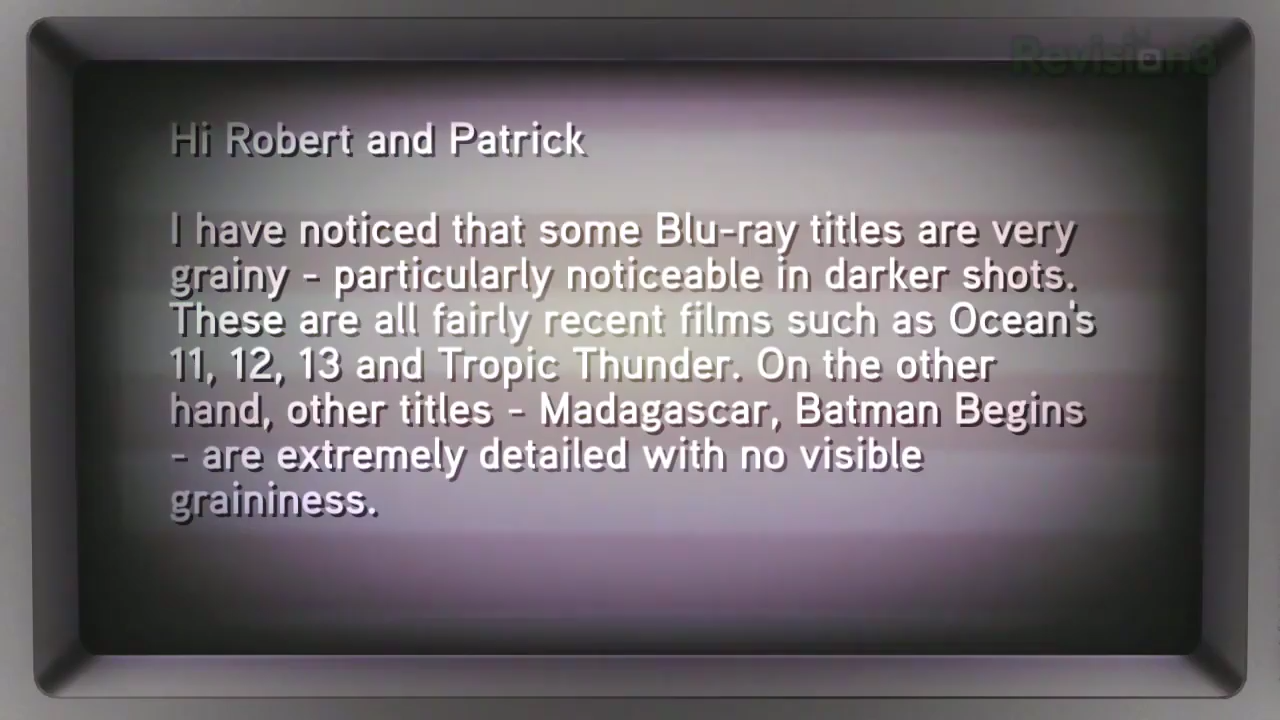 Revision3
Hi Robert and Patrick
I have noticed that some Blu-ray titles are very
grainy - particularly noticeable in darker shots.
These are all fairly recent films such as Ocean's
11, 12, 13 and Tropic Thunder. On the other
hand, other titles - Madagascar, Batman Begins
- are extremely detailed with no visible
graininess.